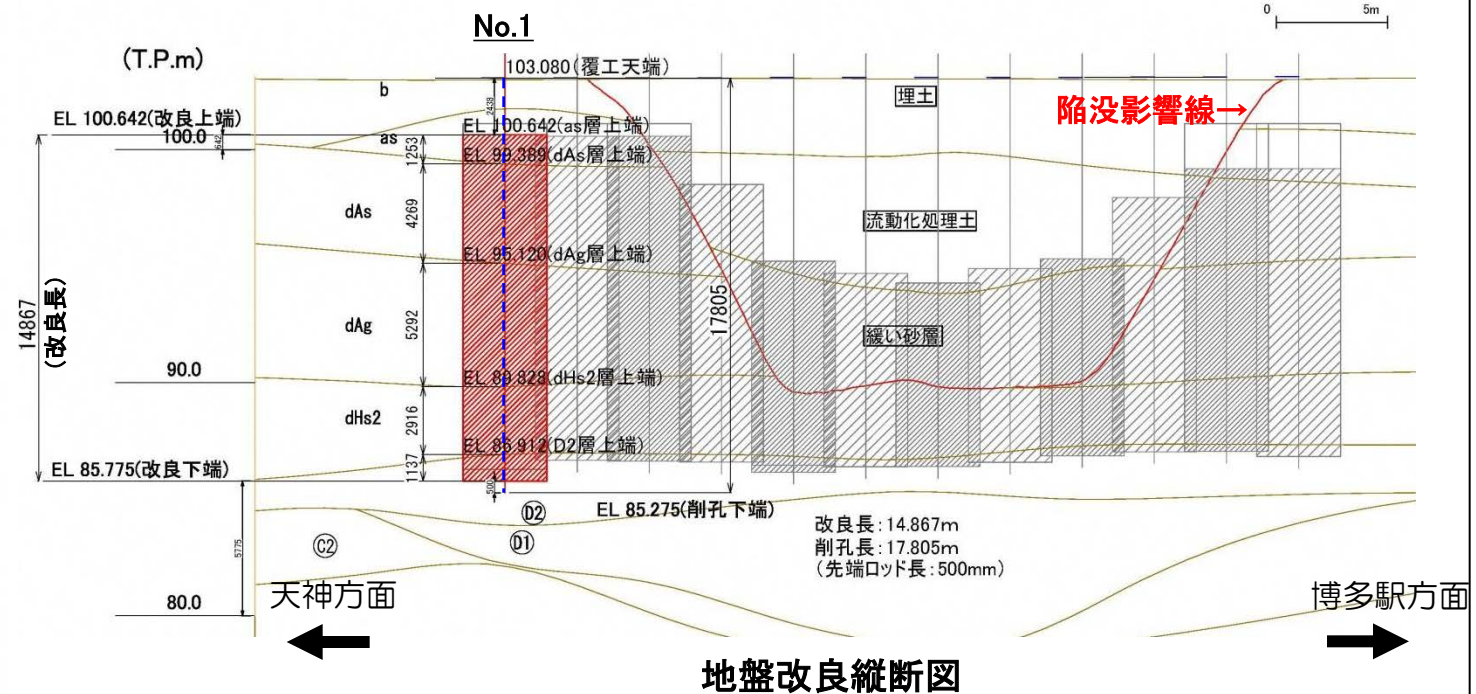 0 5m
No.1
(T.P.m)
103.080(覆工天端)
b
2438
埋土
陥没影響線→
EL 100.642(改良上端)
EL 100.642(as層上端)
100.0
642
as
1253
EL 99.389(dAs層上端)
dAs
4269
流動化処理土
EL 95.120(dAg層上端)
14867
(改良長)
17805
dAg
5292
緩い砂層
90.0
EL 89.828(dHs2層上端)
dHs2
2916
EL 86.912(D2層上端)
EL 85.775(改良下端)
1137
500
EL 85.275(削孔下端)
D2
改良長:14.867m
削孔長:17.805m
(先端ロッド長:500mm)
C2
D1
5775
80.0
天神方面
博多駅方面
地盤改良縦断図